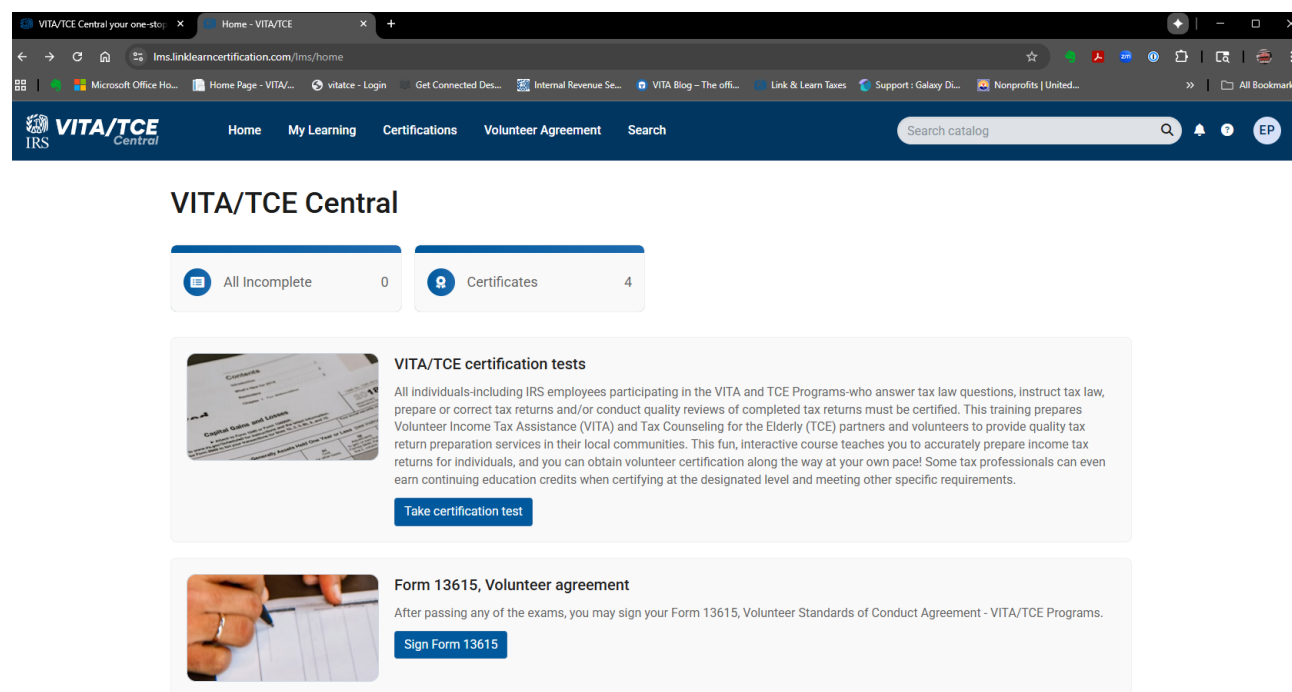 VITA/TCE Central your one-stop
Home - VITA/TCE
lms.linklearncertification.com/lms/home
Microsoft Office Ho...
Home Page - VITA/...
vitatce - Login
Get Connected Des...
Internal Revenue Se...
VITA Blog – The offi...
Link & Learn Taxes
Support : Galaxy Di...
Nonprofits | United...
All Bookmark
IRS
VITA/TCE
Central
Home
My Learning
Certifications
Volunteer Agreement
Search
Search catalog
EP
VITA/TCE Central
All Incomplete 0
Certificates 4
Contents
Capital Gains and Losses
VITA/TCE certification tests
All individuals-including IRS employees participating in the VITA and TCE Programs-who answer tax law questions, instruct tax law,
prepare or correct tax returns and/or conduct quality reviews of completed tax returns must be certified. This training prepares
Volunteer Income Tax Assistance (VITA) and Tax Counseling for the Elderly (TCE) partners and volunteers to provide quality tax
return preparation services in their local communities. This fun, interactive course teaches you to accurately prepare income tax
returns for individuals, and you can obtain volunteer certification along the way at your own pace! Some tax professionals can even
earn continuing education credits when certifying at the designated level and meeting other specific requirements.
Take certification test
Form 13615, Volunteer agreement
After passing any of the exams, you may sign your Form 13615, Volunteer Standards of Conduct Agreement - VITA/TCE Programs.
Sign Form 13615